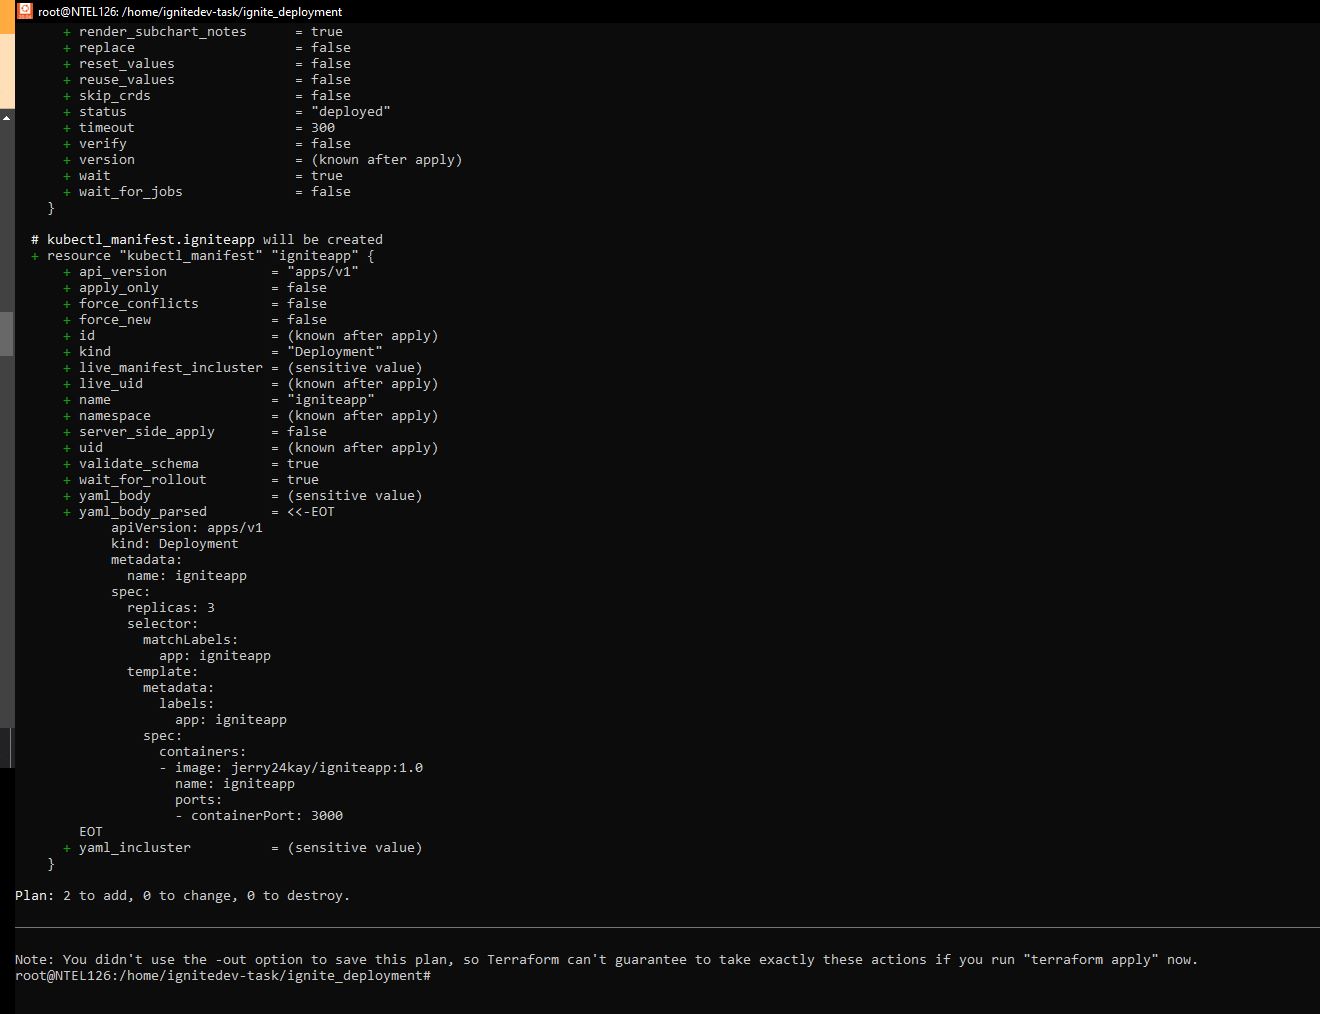 root@NTEL126: /home/ignitedev-task/ignite_deployment
+ render_subchart_notes      = true
+ replace                    = false
+ reset_values               = false
+ reuse_values               = false
+ skip_crds                  = false
+ status                     = "deployed"
+ timeout                    = 300
+ verify                     = false
+ version                    = (known after apply)
+ wait                       = true
+ wait_for_jobs              = false
}
# kubectl_manifest.igniteapp will be created
+ resource "kubectl_manifest" "igniteapp" {
+ api_version             = "apps/v1"
+ apply_only              = false
+ force_conflicts         = false
+ force_new               = false
+ id                      = (known after apply)
+ kind                    = "Deployment"
+ live_manifest_incluster = (sensitive value)
+ live_uid                = (known after apply)
+ name                    = "igniteapp"
+ namespace               = (known after apply)
+ server_side_apply       = false
+ uid                     = (known after apply)
+ validate_schema         = true
+ wait_for_rollout        = true
+ yaml_body               = (sensitive value)
+ yaml_body_parsed        = <<-EOT
apiVersion: apps/v1
kind: Deployment
metadata:
name: igniteapp
spec:
replicas: 3
selector:
matchLabels:
app: igniteapp
template:
metadata:
labels:
app: igniteapp
spec:
containers:
- image: jerry24kay/igniteapp:1.0
name: igniteapp
ports:
- containerPort: 3000
EOT
+ yaml_incluster          = (sensitive value)
}
Plan: 2 to add, 0 to change, 0 to destroy.
Note: You didn't use the -out option to save this plan, so Terraform can't guarantee to take exactly these actions if you run "terraform apply" now.
root@NTEL126:/home/ignitedev-task/ignite_deployment#